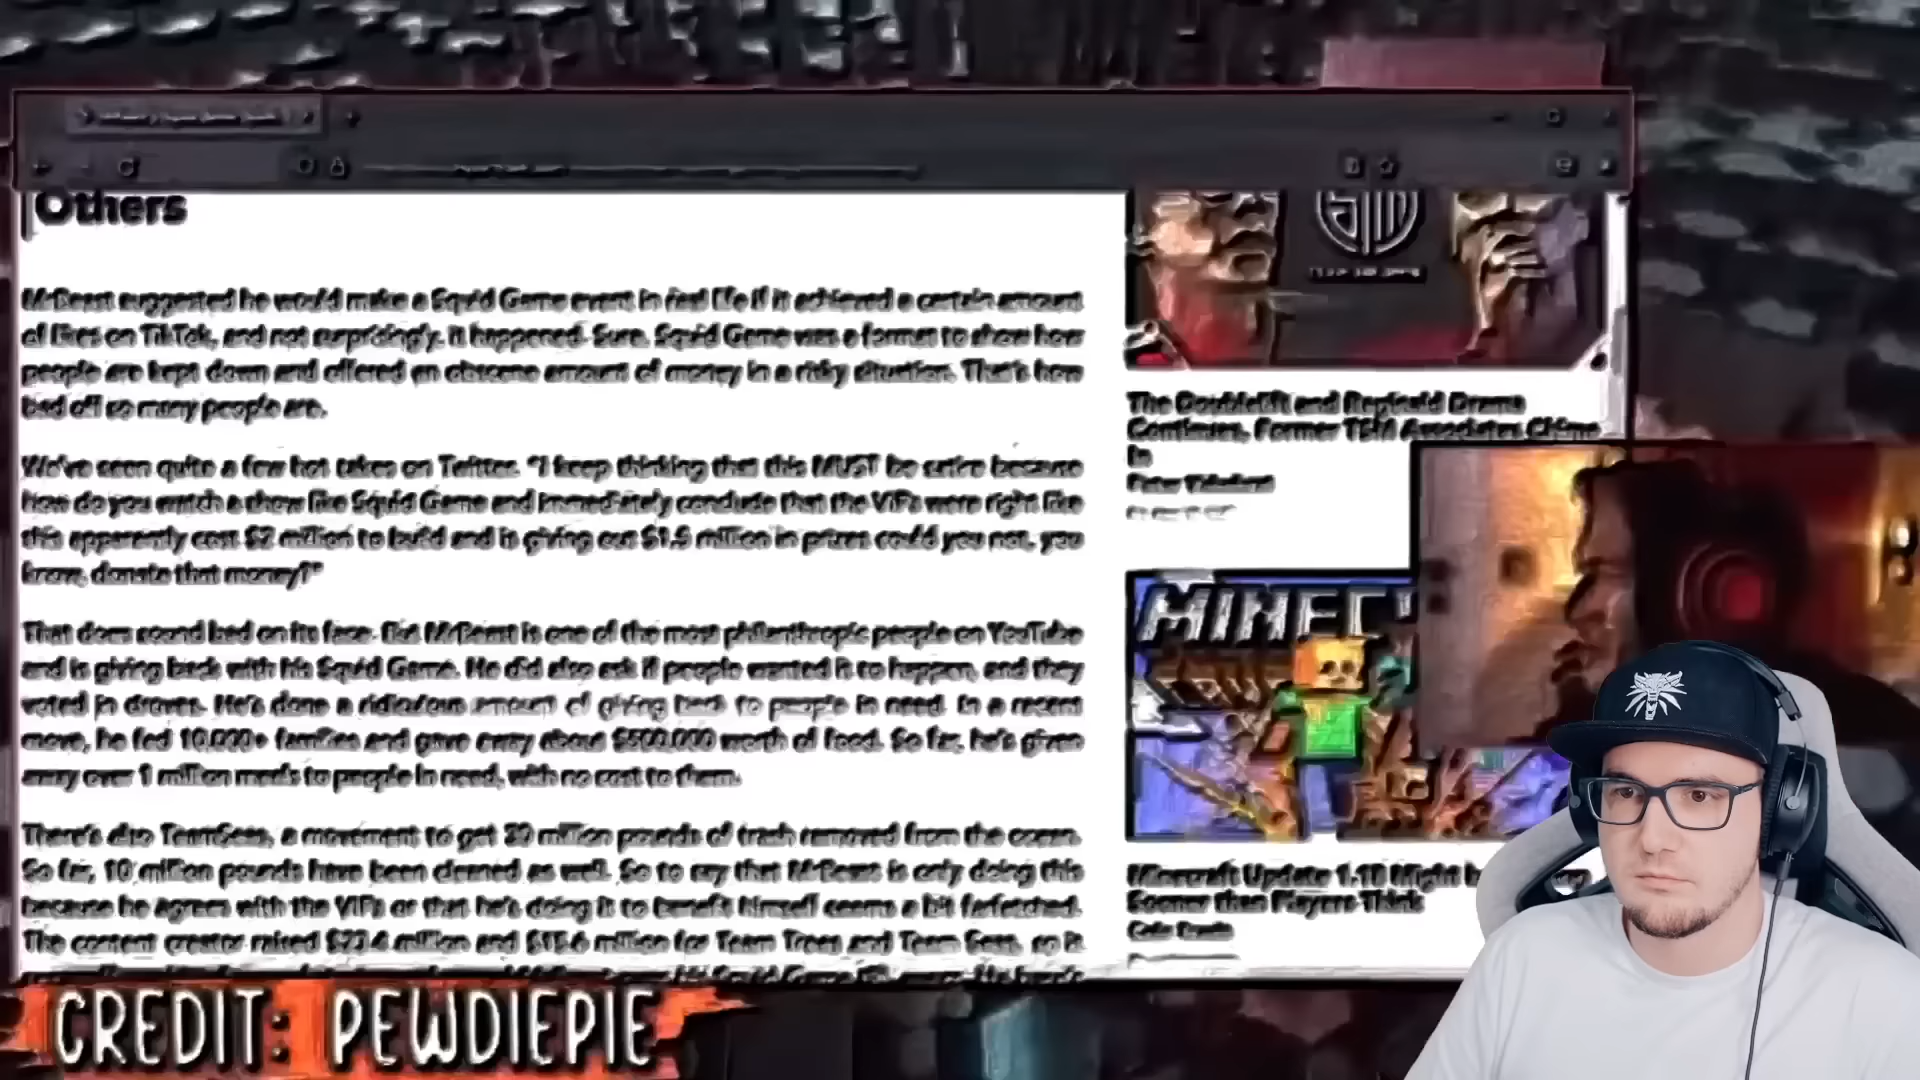 Others
MrBeast suggested he would make a Squid Game event in real life if it achieved a certain amount
of likes on TikTok, and not surprisingly, it happened. Sure, Squid Game was a format to show how
people are kept down and offered an obscene amount of money in a risky situation. That's how
bad off so many people are.
We've seen quite a few hot takes on Twitter. "I keep thinking that this MUST be satire because
how do you watch a show like Squid Game and immediately conclude that the VIPs were right like
this apparently cost $2 million to build and is giving out $1.5 million in prizes could you not, you
know, donate that money?"
That does sound bad on its face. But MrBeast is one of the most philanthropic people on YouTube
and is giving back with his Squid Game. He did also ask if people wanted it to happen, and they
voted in droves. He's done a ridiculous amount of giving back to people in need. In a recent
move, he fed 10,000+ families and gave away about $500,000 worth of food. So far, he's given
away over 1 million meals to people in need, with no cost to them.
There's also TeamSeas, a movement to get 30 million pounds of trash removed from the ocean.
So far, 10 million pounds have been cleaned as well. So to say that MrBeast is only doing this
because he agrees with the VIPs or that he's doing it to benefit himself seems a bit farfetched.
The content creator raised $23.4 million and $15.6 million for Team Trees and Team Seas, so it
TSM
The Doublelift and Reginald Drama
Continues, Former TSM Associates Chime
In
MINEC
Minecraft Update 1.18 Might
Sooner than Players Think
CREDIT: PEWDIEPIE